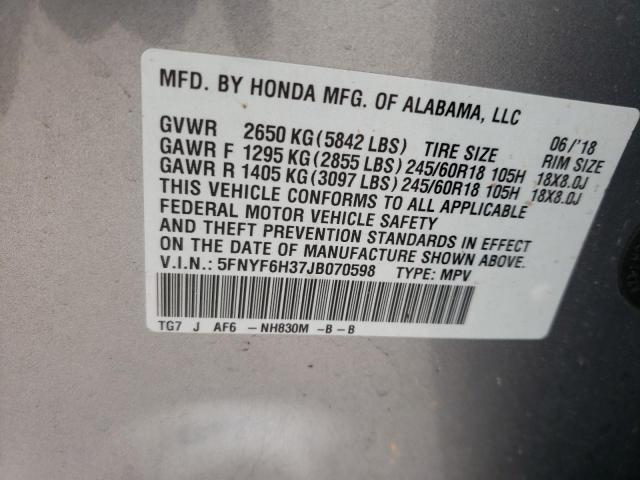 MFD. BY HONDA MFG. OF ALABAMA, LLC
06/'18
GVWR 2650 KG(5842 LBS) TIRE SIZE RIM SIZE
GAWR F 1295 KG(2855 LBS) 245/60R18 105H 18X8.0J
GAWR R 1405 KG(3097 LBS) 245/60R18 105H 18X8.0J
THIS VEHICLE CONFORMS TO ALL APPLICABLE
FEDERAL MOTOR VEHICLE SAFETY
AND THEFT PREVENTION STANDARDS IN EFFECT
ON THE DATE OF MANUFACTURE SHOWN ABOVE.
V.I.N.: 5FNYF6H37JB070598 TYPE: MPV
TG7 J AF6 - NH830M -B-B